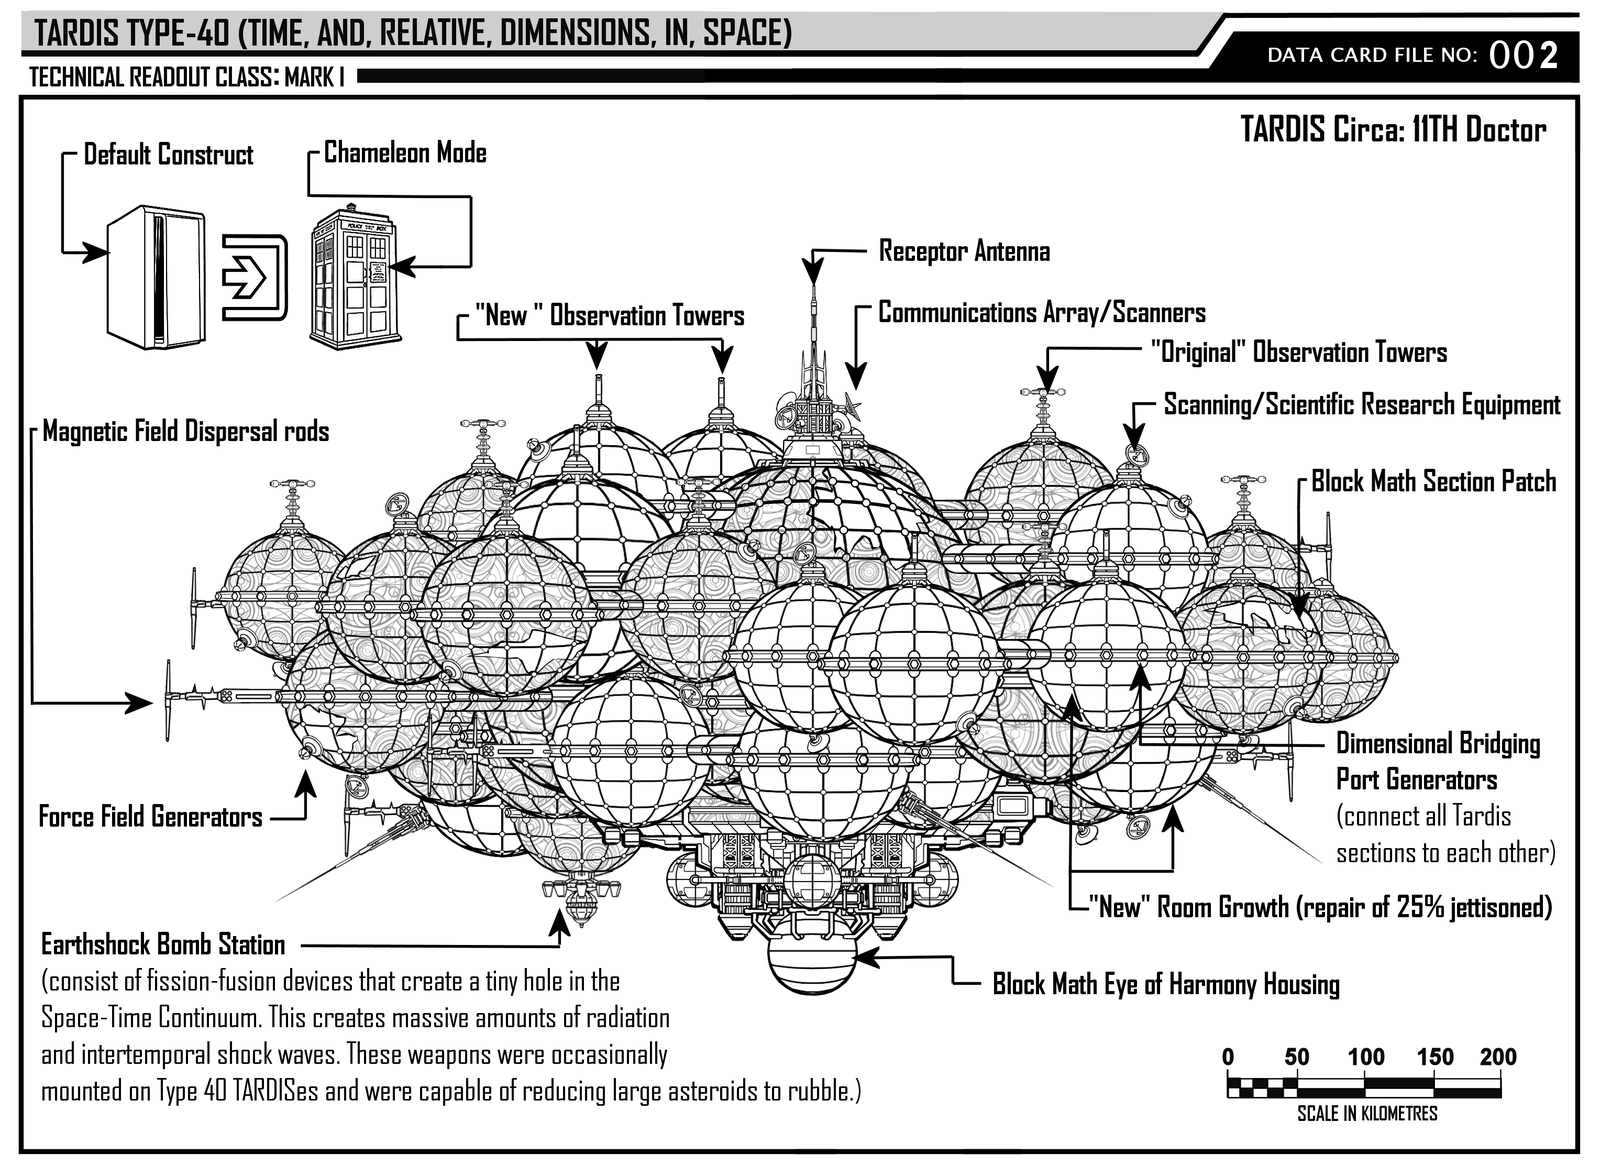 TARDIS TYPE-40 (TIME, AND, RELATIVE, DIMENSIONS, IN, SPACE)
DATA CARD FILE NO: 002
TECHNICAL READOUT CLASS: MARK I
TARDIS Circa: 11TH Doctor
Default Construct
Chameleon Mode
POLICE BOX
Receptor Antenna
"New " Observation Towers
Communications Array/Scanners
"Original" Observation Towers
Scanning/Scientific Research Equipment
Magnetic Field Dispersal rods
Block Math Section Patch
Dimensional Bridging
Port Generators
(connect all Tardis
sections to each other)
Force Field Generators
"New" Room Growth (repair of 25% jettisoned)
Earthshock Bomb Station
(consist of fission-fusion devices that create a tiny hole in the
Space-Time Continuum. This creates massive amounts of radiation
and intertemporal shock waves. These weapons were occasionally
mounted on Type 40 TARDISes and were capable of reducing large asteroids to rubble.)
Block Math Eye of Harmony Housing
0 50 100 150 200
SCALE IN KILOMETRES